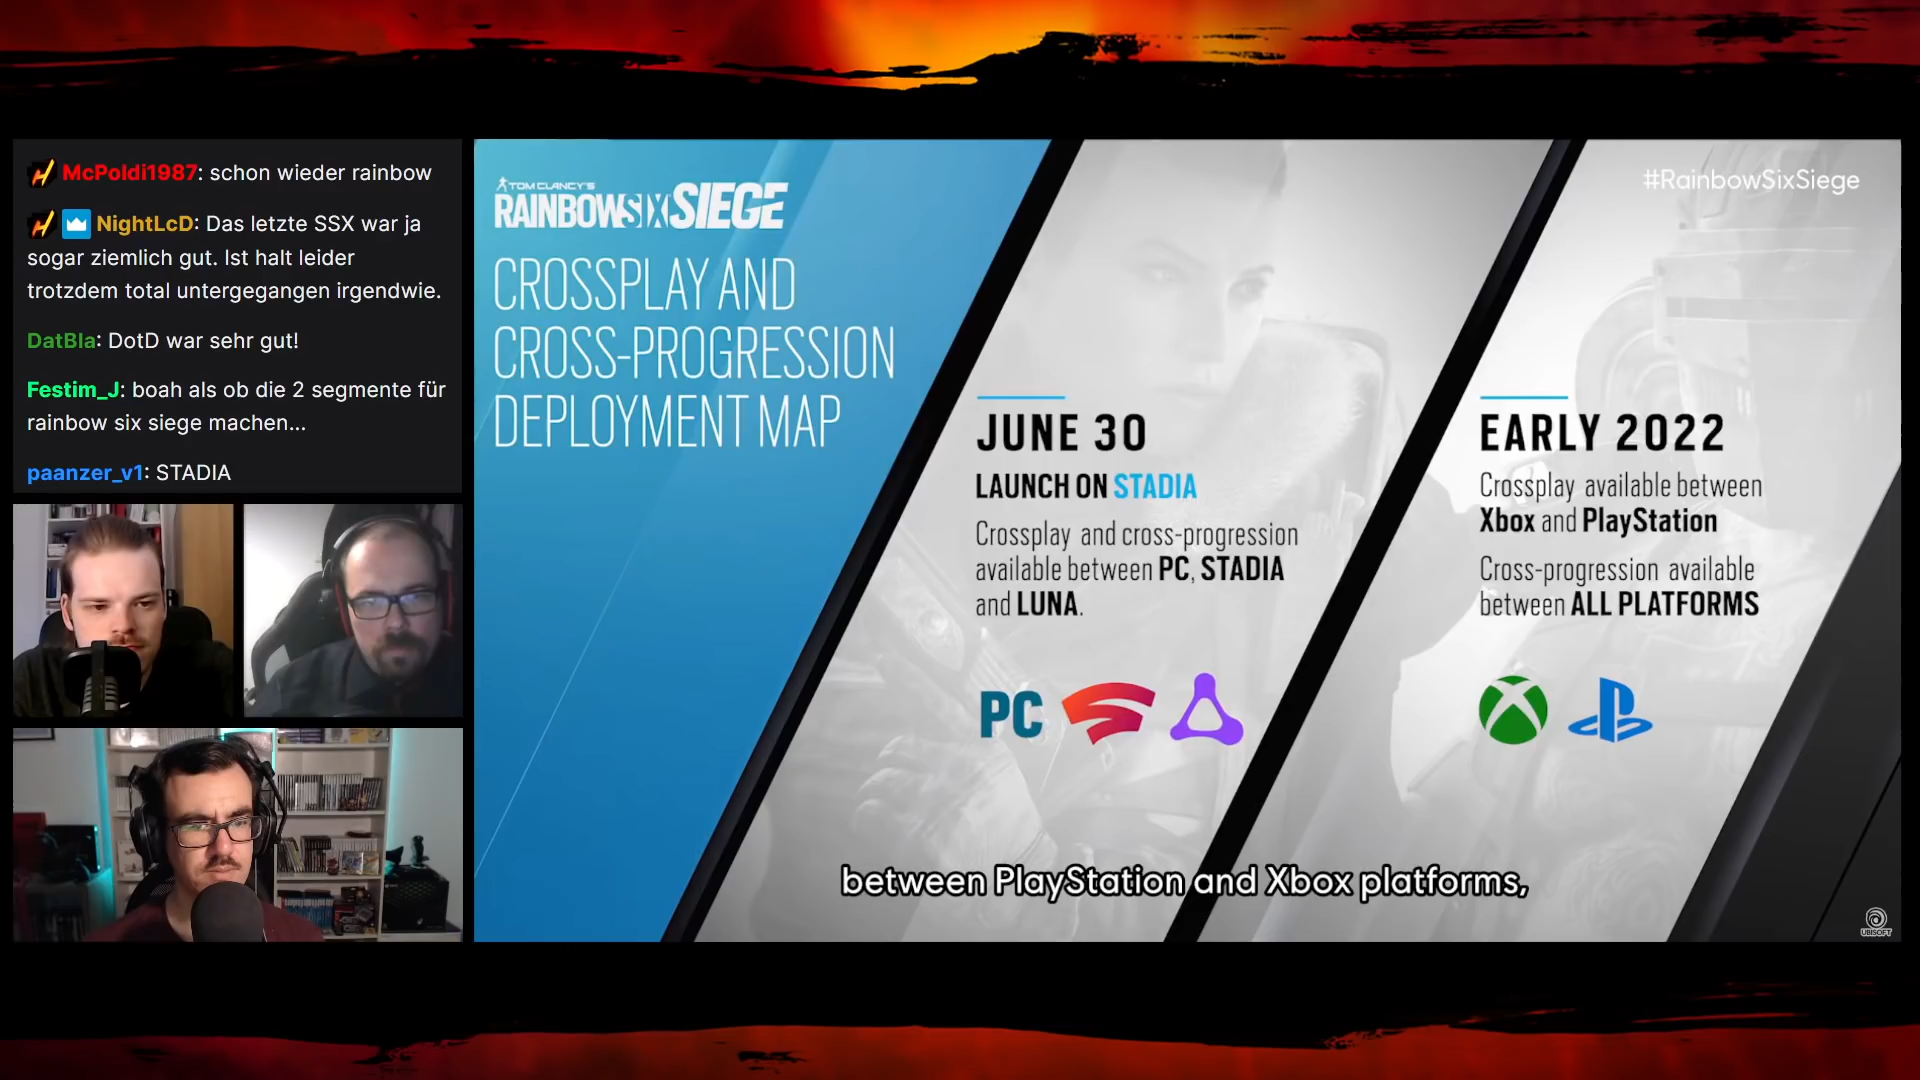 McPoldi1987: schon wieder rainbow
NightLcD: Das letzte SSX war ja
sogar ziemlich gut. Ist halt leider
trotzdem total untergegangen irgendwie.
DatBla: DotD war sehr gut!
Festim_J: boah als ob die 2 segmente für
rainbow six siege machen...
paanzer_v1: STADIA
TOM CLANCY'S
RAINBOWSIX SIEGE
CROSSPLAY AND
CROSS-PROGRESSION
DEPLOYMENT MAP
JUNE 30
LAUNCH ON STADIA
Crossplay and cross-progression
available between PC, STADIA
and LUNA.
PC
#RainbowSixSiege
EARLY 2022
Crossplay available between
Xbox and PlayStation
Cross-progression available
between ALL PLATFORMS
between PlayStation and Xbox platforms,
UBISOFT